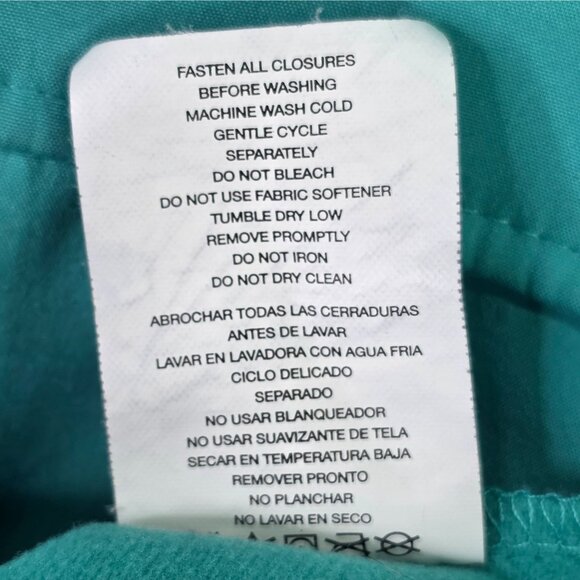 FASTEN ALL CLOSURES
BEFORE WASHING
MACHINE WASH COLD
GENTLE CYCLE
SEPARATELY
DO NOT BLEACH
DO NOT USE FABRIC SOFTENER
TUMBLE DRY LOW
REMOVE PROMPTLY
DO NOT IRON
DO NOT DRY CLEAN
ABROCHAR TODAS LAS CERRADURAS
ANTES DE LAVAR
LAVAR EN LAVADORA CON AGUA FRIA
CICLO DELICADO
SEPARADO
NO USAR BLANQUEADOR
NO USAR SUAVIZANTE DE TELA
SECAR EN TEMPERATURA BAJA
REMOVER PRONTO
NO PLANCHAR
NO LAVAR EN SECO